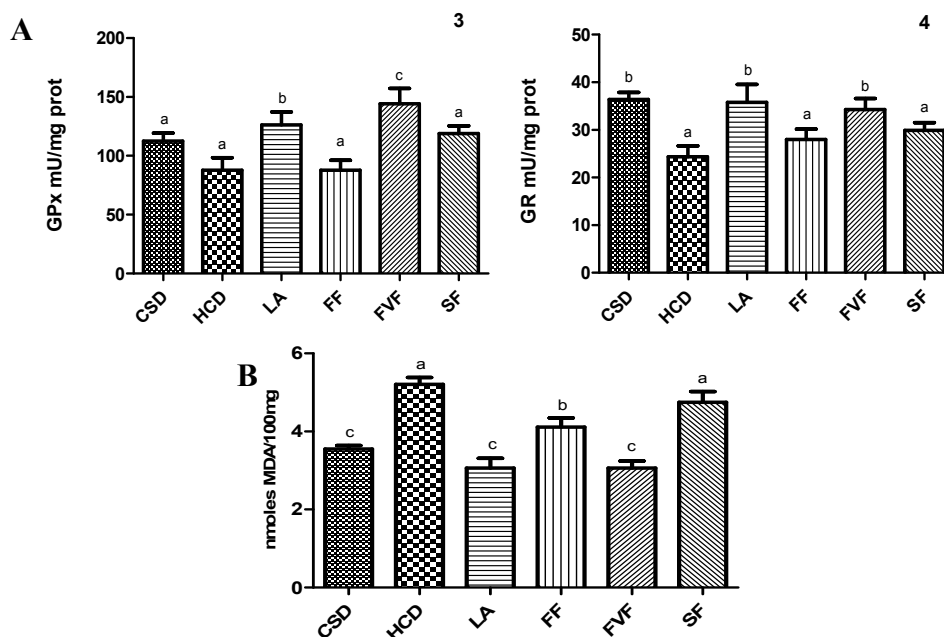 A
3
GPx mU/mg prot
200
150
100
50
0
a
a
b
a
c
a
CSD
HCD
LA
FF
FVF
SF
4
GR mU/mg prot
50
40
30
20
10
0
b
a
b
a
b
a
CSD
HCD
LA
FF
FVF
SF
B
nmoles MDA/100mg
6
4
2
0
c
a
c
b
c
a
CSD
HCD
LA
FF
FVF
SF